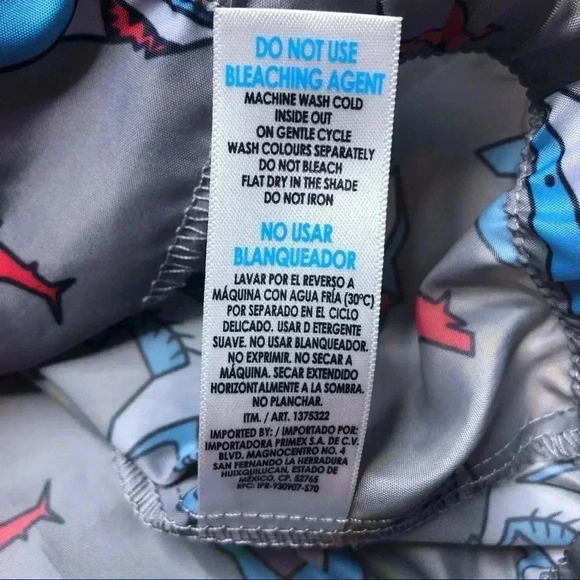 DO NOT USE
BLEACHING AGENT
MACHINE WASH COLD
INSIDE OUT
ON GENTLE CYCLE
WASH COLOURS SEPARATELY
DO NOT BLEACH
FLAT DRY IN THE SHADE
DO NOT IRON
NO USAR
BLANQUEADOR
LAVAR POR EL REVERSO A
MÁQUINA CON AGUA FRÍA (30°C)
POR SEPARADO EN EL CICLO
DELICADO. USAR D ETERGENTE
SUAVE. NO USAR BLANQUEADOR.
NO EXPRIMIR. NO SECAR A
MÁQUINA. SECAR EXTENDIDO
HORIZONTALMENTE A LA SOMBRA.
NO PLANCHAR.
ITM. / ART. 1375322
IMPORTED BY: / IMPORTADO POR:
IMPORTADORA PRIMEX S.A. DE C.V.
BLVD. MAGNOCENTRO NO. 4
SAN FERNANDO LA HERRADURA
HUIXQUILUCAN, ESTADO DE
MÉXICO, CP. 52765
RFC: IPR-930907-S70